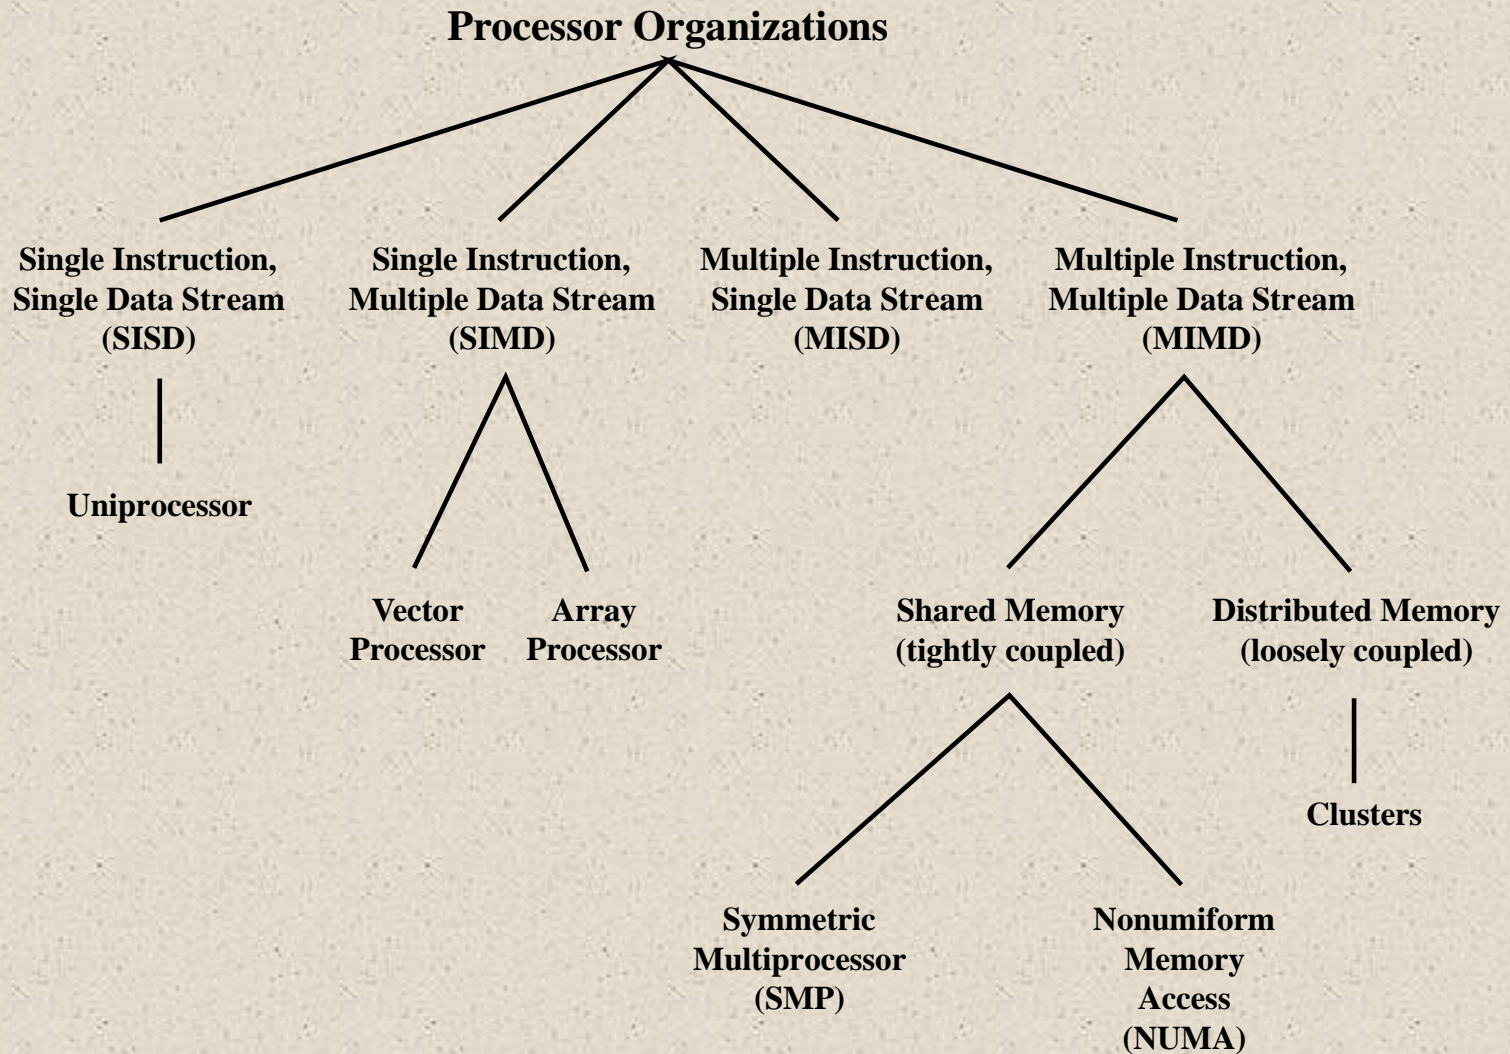 Processor Organizations
Single Instruction,
Single Data Stream
(SISD)
Single Instruction,
Multiple Data Stream
(SIMD)
Multiple Instruction,
Single Data Stream
(MISD)
Multiple Instruction,
Multiple Data Stream
(MIMD)
Uniprocessor
Vector
Processor
Array
Processor
Shared Memory
(tightly coupled)
Distributed Memory
(loosely coupled)
Clusters
Symmetric
Multiprocessor
(SMP)
Nonumiform
Memory
Access
(NUMA)